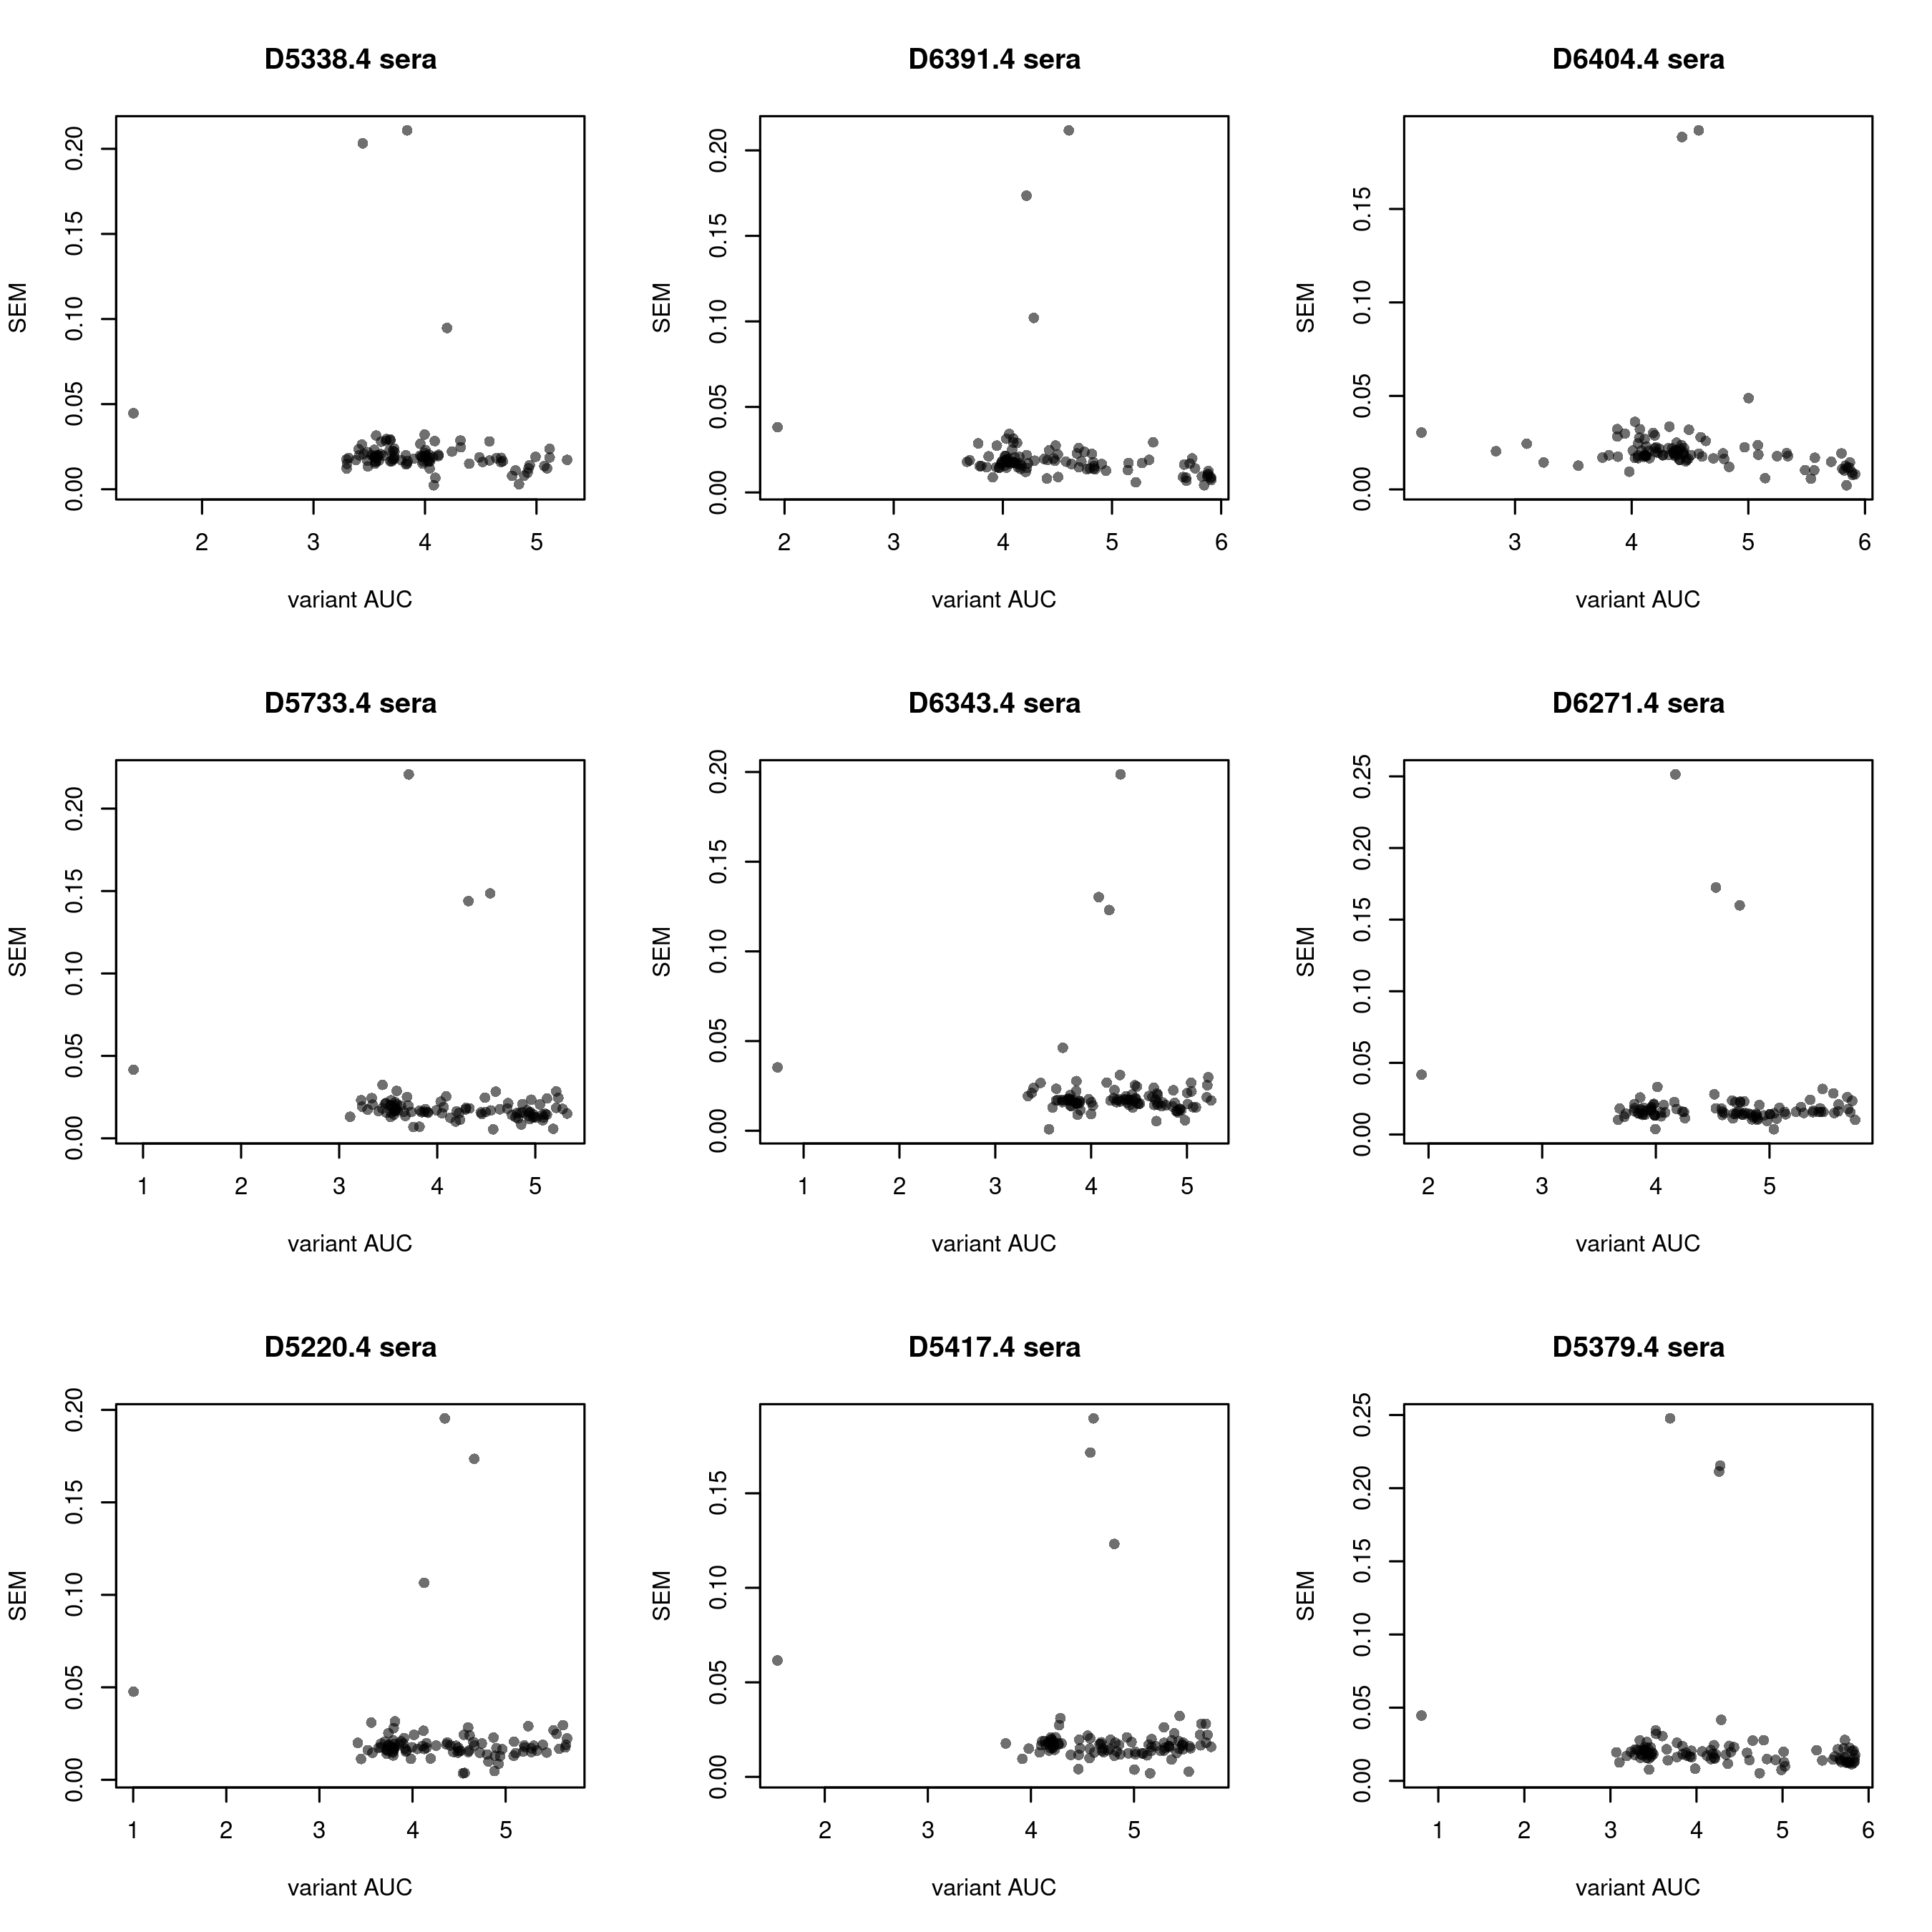 D5338.4 sera
SEM
0.00 0.05 0.10 0.15 0.20
2 3 4 5
variant AUC
D6391.4 sera
SEM
0.00 0.05 0.10 0.15 0.20
2 3 4 5 6
variant AUC
D6404.4 sera
SEM
0.00 0.05 0.10 0.15
3 4 5 6
variant AUC
D5733.4 sera
SEM
0.00 0.05 0.10 0.15 0.20
1 2 3 4 5
variant AUC
D6343.4 sera
SEM
0.00 0.05 0.10 0.15 0.20
1 2 3 4 5
variant AUC
D6271.4 sera
SEM
0.00 0.05 0.10 0.15 0.20 0.25
2 3 4 5
variant AUC
D5220.4 sera
SEM
0.00 0.05 0.10 0.15 0.20
1 2 3 4 5
variant AUC
D5417.4 sera
SEM
0.00 0.05 0.10 0.15
2 3 4 5
variant AUC
D5379.4 sera
SEM
0.00 0.05 0.10 0.15 0.20 0.25
1 2 3 4 5 6
variant AUC